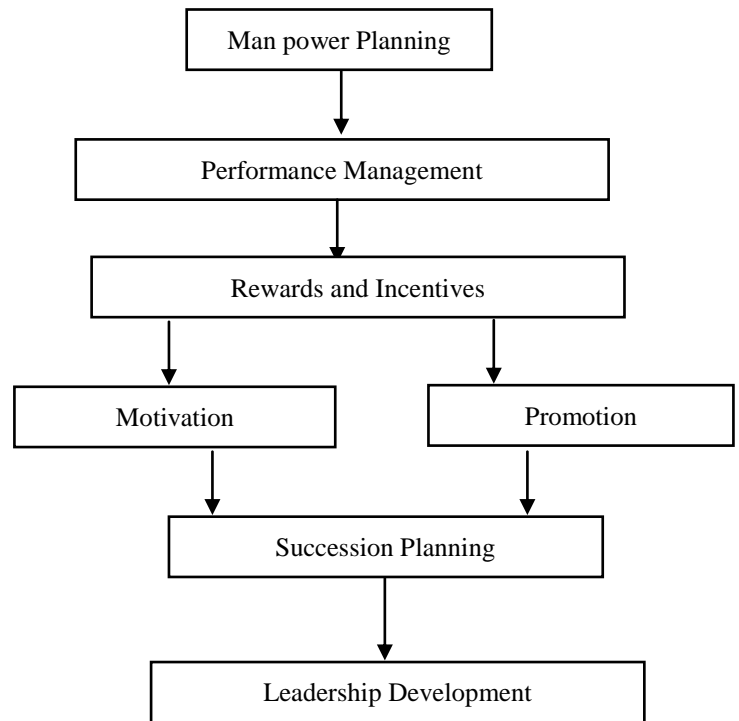 Man power Planning
Performance Management
Rewards and Incentives
Motivation
Promotion
Succession Planning
Leadership Development